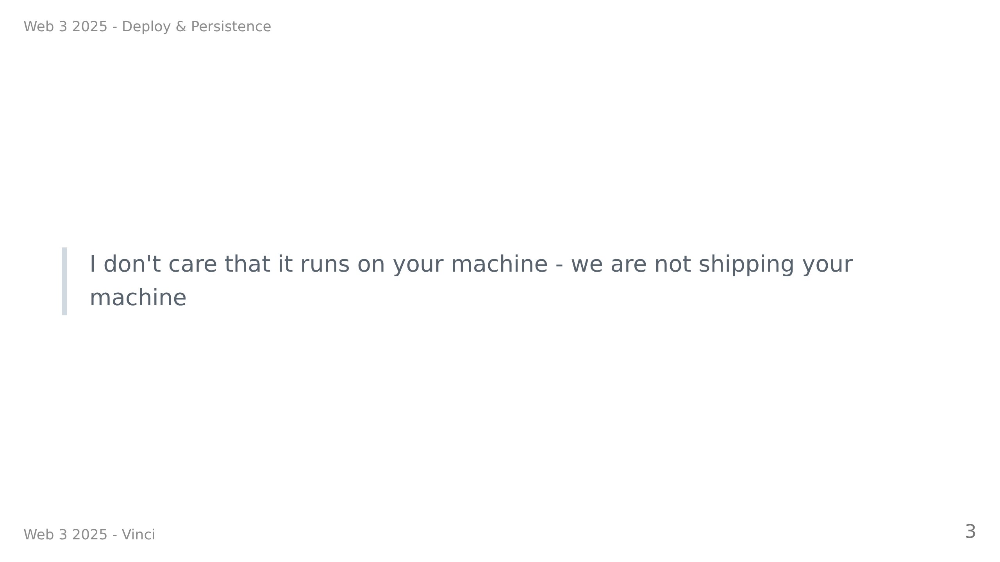 Web 3 2025 - Deploy & Persistence
I don't care that it runs on your machine - we are not shipping your
machine
Web 3 2025 - Vinci
3